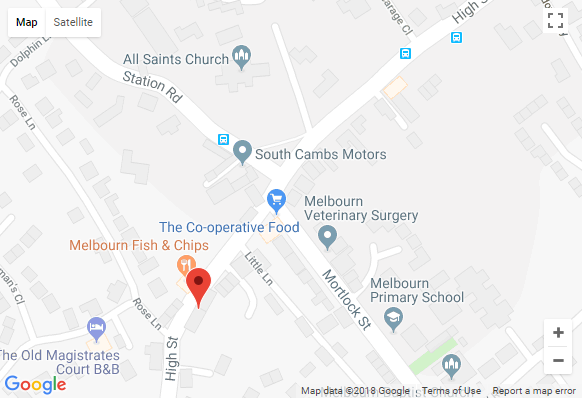 Map Satellite
High St
Garage Cl
All Saints Church
Dolphin L
Station Rd
Rose Ln
South Cambs Motors
Melbourn
Veterinary Surgery
The Co-operative Food
Melbourn Fish & Chips
Little Ln
Melbourn
Primary School
Mortlock St
Rose Ln
man's Cl
The Old Magistrates
Court B&B
High St
+
−
Google
Map data ©2018 Google
Terms of Use
Report a map error